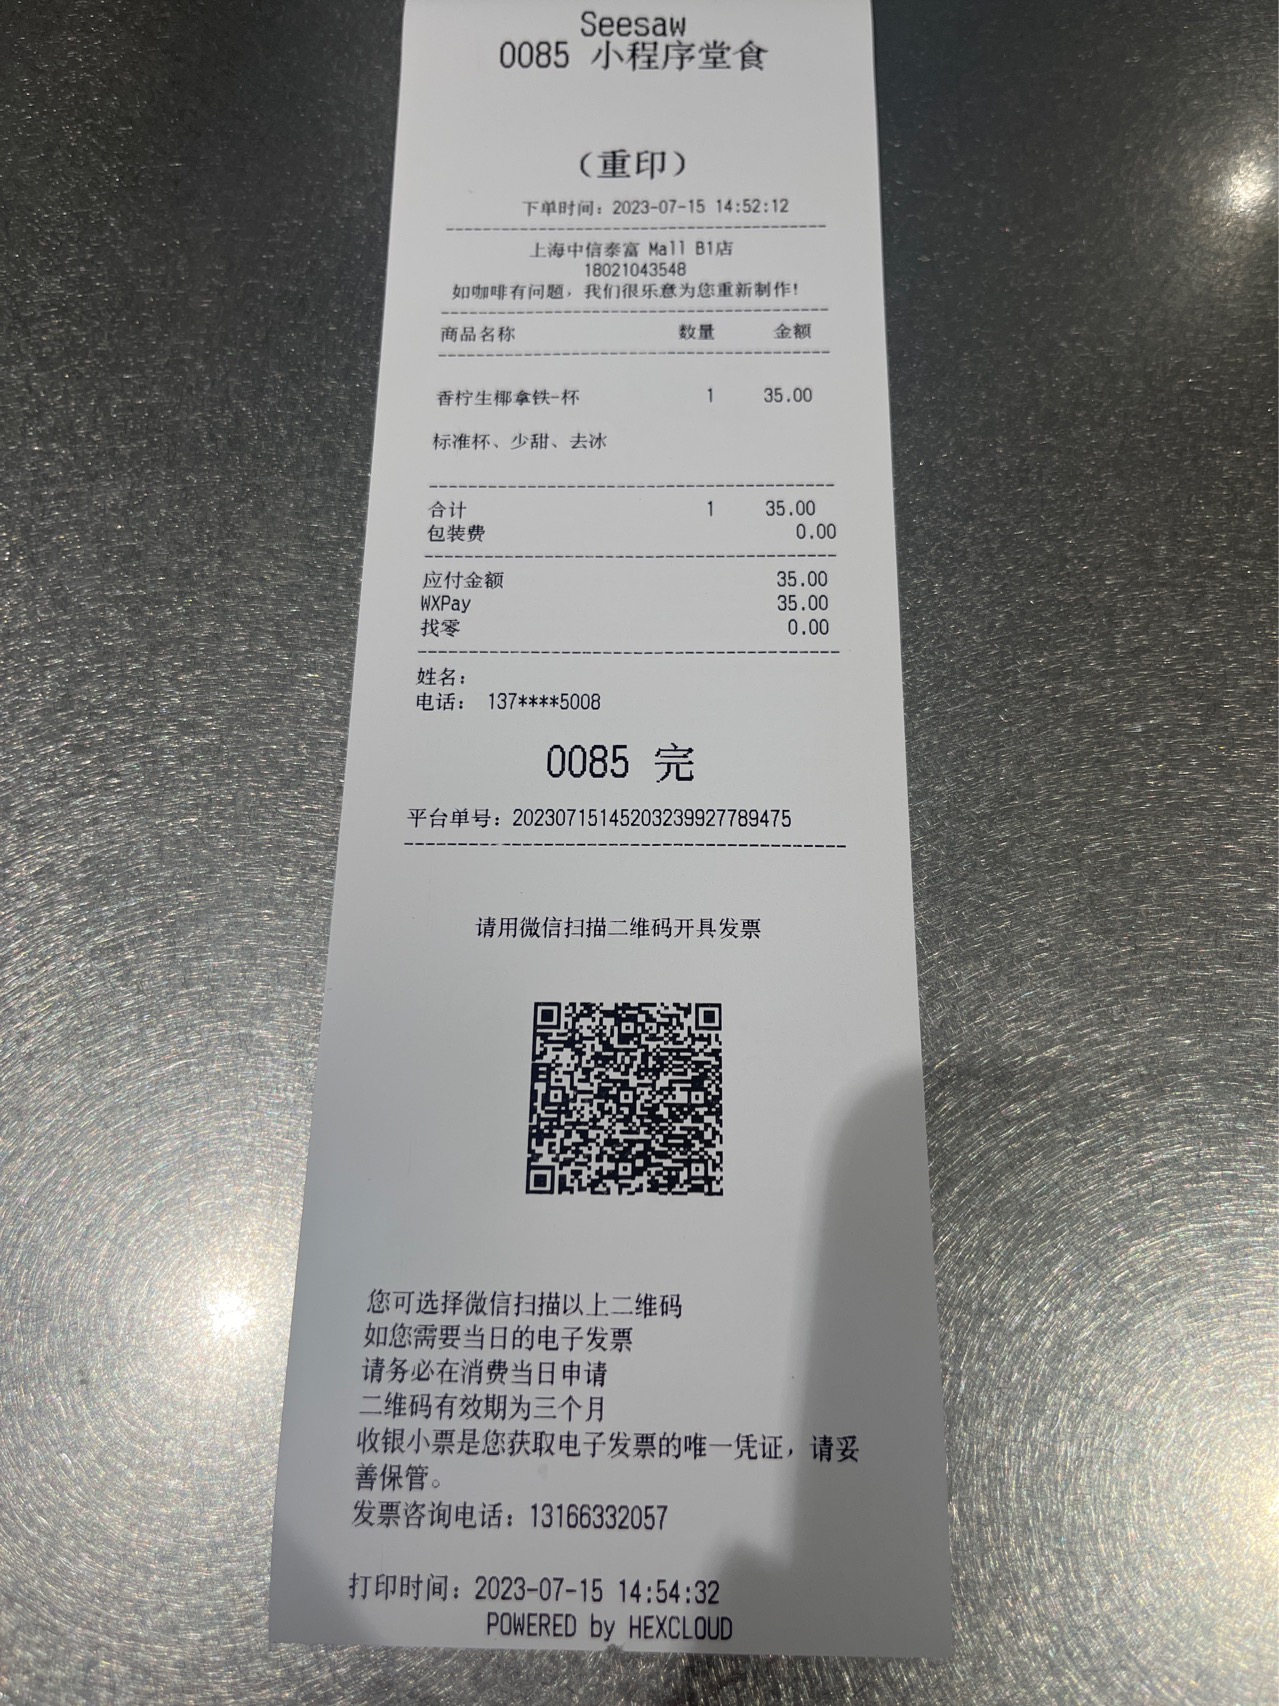 Seesaw
0085 小程序堂食
（重印）
下单时间：2023-07-15 14:52:12
上海中信泰富 Mall B1店
18021043548
如咖啡有问题，我们很乐意为您重新制作！
商品名称 数量 金额
香柠生椰拿铁-杯 1 35.00
标准杯、少甜、去冰
合计 1 35.00
包装费 0.00
应付金额 35.00
WXPay 35.00
找零 0.00
姓名：
电话： 137****5008
0085 完
平台单号：20230715145203239927789475
请用微信扫描二维码开具发票
您可选择微信扫描以上二维码
如您需要当日的电子发票
请务必在消费当日申请
二维码有效期为三个月
收银小票是您获取电子发票的唯一凭证，请妥
善保管。
发票咨询电话：13166332057
打印时间：2023-07-15 14:54:32
POWERED by HEXCLOUD